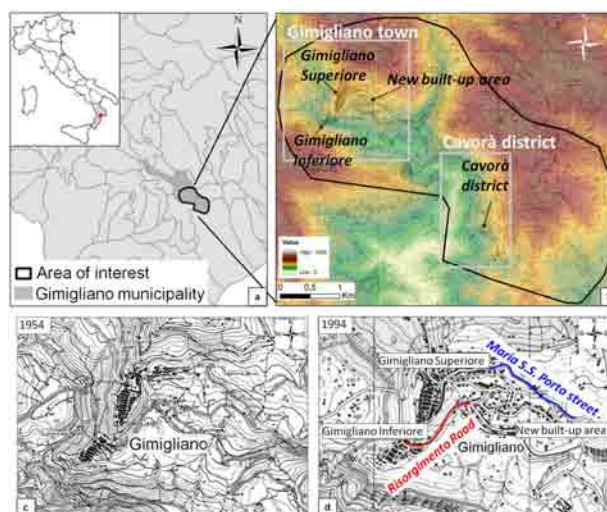 N
Area of interest
Gimigliano municipality
a
Gimigliano town
Gimigliano
Superiore
New built-up area
Gimigliano
Inferiore
Cavorà district
Cavorà
district
Value
0 0,5 1
Km
1954
Gimigliano
c
1994
Gimigliano Superiore
Maria S.S. Porto street
Gimigliano Inferiore
New built-up area
Risorgimento Road
Gimigliano
d